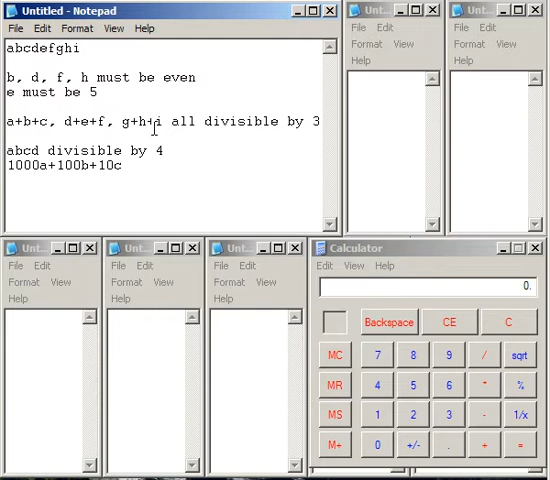 Untitled - Notepad
File Edit Format View Help
abcdefghi
b, d, f, h must be even
e must be 5
a+b+c, d+e+f, g+h+i all divisible by 3
abcd divisible by 4
1000a+100b+10c
File Edit
Format View
Help
File Edit
Format View
Help
Unt...
File Edit
Format View
Help
Unt...
File Edit
Format View
Help
Unt...
File Edit
Format View
Help
Calculator
Edit View Help
0.
Backspace CE C
MC 7 8 9 / sqrt
MR 4 5 6 * %
MS 1 2 3 - 1/x
M+ 0 +/- . + =